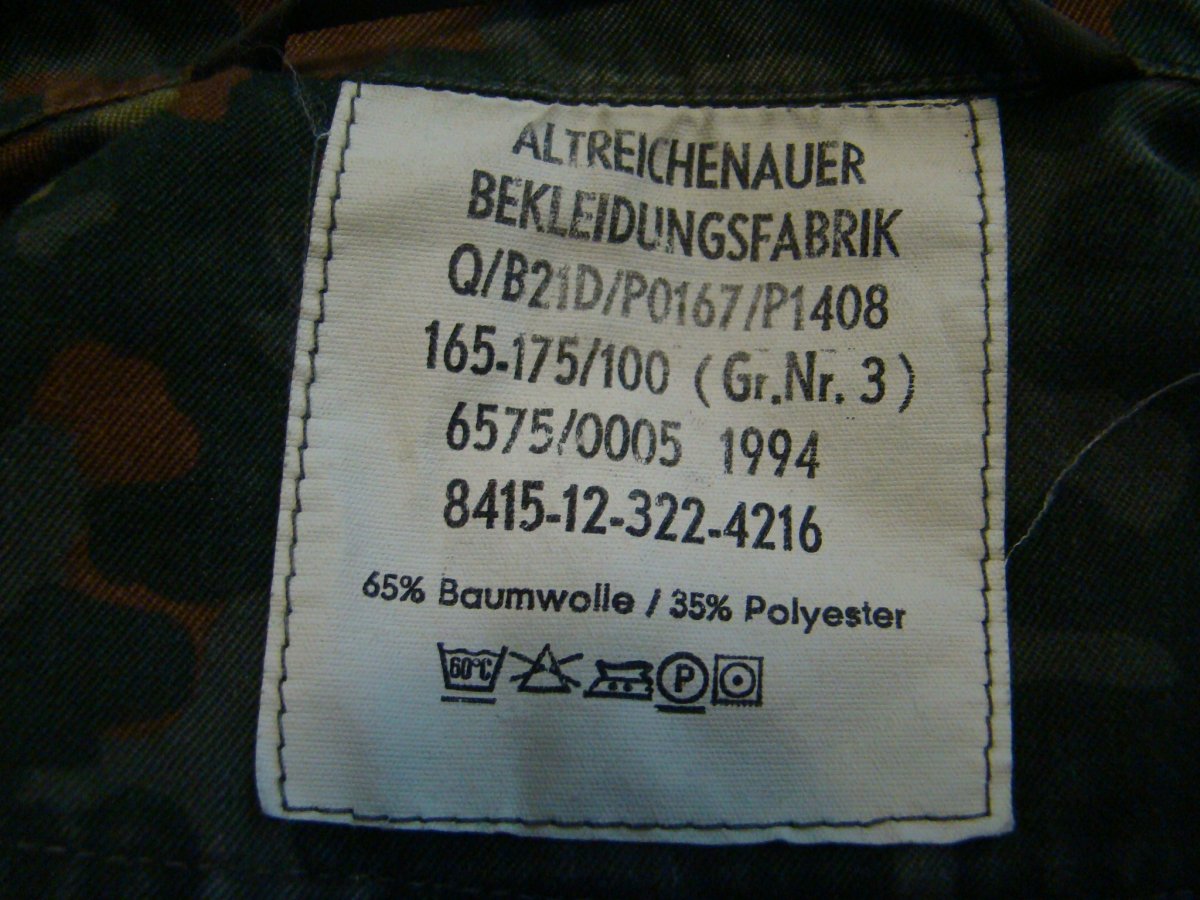 ALTREICHENAUER
BEKLEIDUNGSFABRIK
Q/B21D/P0167/P1408
165-175/100 (Gr.Nr. 3)
6575/0005 1994
8415-12-322-4216
65% Baumwolle / 35% Polyester
60°C P